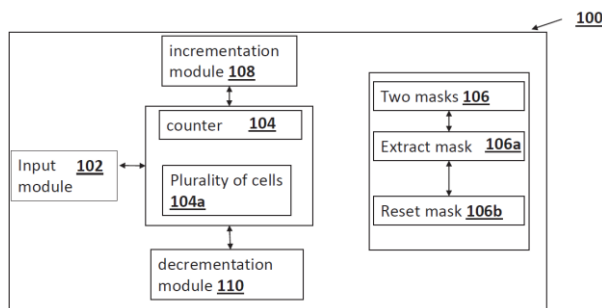 100
incrementation
module 108
counter 104
Plurality of cells
104a
Input 102
module
decrementation
module 110
Two masks 106
Extract mask 106a
Reset mask 106b